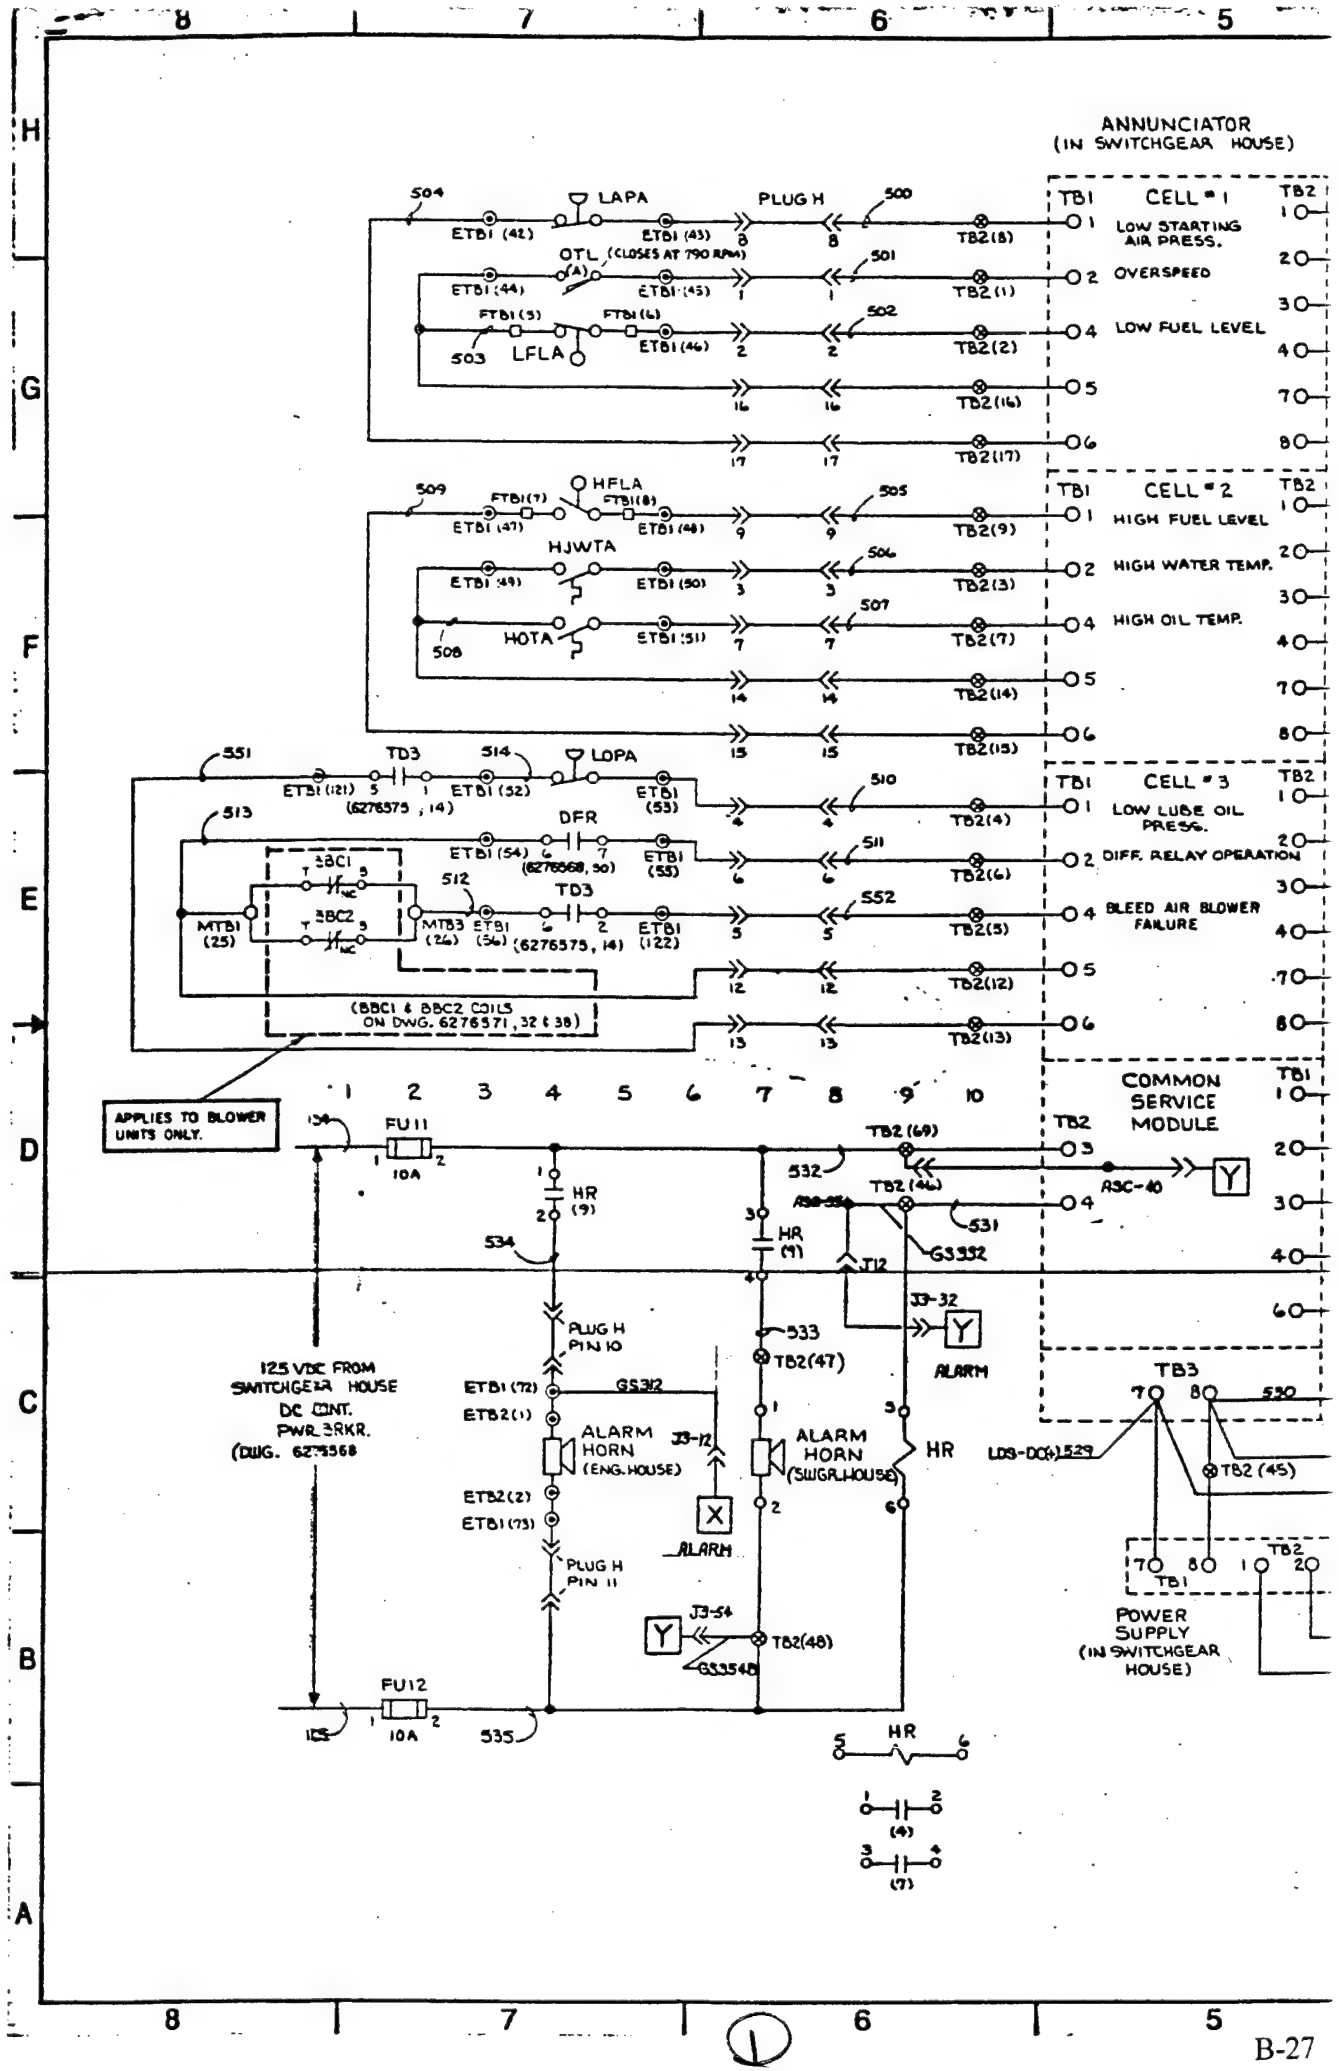 8 7 6 5
H
ANNUNCIATOR
(IN SWITCHGEAR HOUSE)
504 LAPA PLUG H 500 TB1 CELL #1 TB2
ETB1 (42) ETB1 (43) 8 8 TB2(8) 1 LOW STARTING AIR PRESS. 1
OTL (CLOSES AT 790 RPM) 501 2
(A)
ETB1 (44) ETB1 (45) 1 1 TB2(1) 2 OVERSPEED 3
FTB1(5) FTB1(6) 502
503 LFLA ETB1 (46) 2 2 TB2(2) 4 LOW FUEL LEVEL 4
G
16 16 TB2(16) 5 7
17 17 TB2(17) 6 8
509 HFLA 505 TB1 CELL #2 TB2
FTB1(7) FTB1(8)
ETB1 (47) ETB1 (48) 9 9 TB2(9) 1 HIGH FUEL LEVEL 1
HJWTA 506 2
ETB1 (49) ETB1 (50) 3 3 TB2(3) 2 HIGH WATER TEMP. 3
507
F
508 HOTA ETB1 (51) 7 7 TB2(7) 4 HIGH OIL TEMP. 4
14 14 TB2(14) 5 7
15 15 TB2(15) 6 8
551 TD3 514 LOPA 510 TB1 CELL #3 TB2
ETB1 (121) 5 1 ETB1 (52) ETB1 (53) 4 4 TB2(4) 1 LOW LUBE OIL PRESS. 1
(6276575, 14)
513 DFR 511 2
ETB1 (54) 6 7 ETB1 (55) 6 6 TB2(6) 2 DIFF. RELAY OPERATION
(6276568, 30)
E
BBC1 T NC S 512 TD3 552 3
BBC2 T NC S
MTB1 (25) MTB3 (26) ETB1 (56) 6 2 ETB1 (122) 5 5 TB2(5) 4 BLEED AIR BLOWER FAILURE 4
(6276575, 14)
12 12 TB2(12) 5 7
(BBC1 & BBC2 COILS
ON DWG. 6276571, 32 & 38)
13 13 TB2(13) 6 8
1 2 3 4 5 6 7 8 9 10
COMMON SERVICE MODULE TB1
1
APPLIES TO BLOWER
UNITS ONLY.
D
FU11 532 TB2(69) TB2 3 2
1 10A 2
ASC-40 Y
1 HR (9) 2 TB2(46) 531 4 3
534 3 HR (9) 4 GS352 4
J12
J3-32 Y 6
ALARM
PLUG H
PIN 10
533
TB2(47)
125 VDC FROM
SWITCHGEAR HOUSE
DC CONT.
PWR BRKR.
C
ETB1 (72) GS312 TB3
ETB2(1) 1 5 7 8 530
ALARM HORN (ENG. HOUSE) J3-12 ALARM HORN (SWGR. HOUSE) HR LDS-DC(+) 529
TB2(45)
ETB2(2) X 2 6
ETB1 (73) ALARM
PLUG H
PIN 11
7 8 1 2
TB1 TB2
POWER
SUPPLY
(IN SWITCHGEAR
HOUSE)
J3-54
B
Y TB2(48)
GS354B
FU12
1 10A 2 535
5 HR 6
1 2
(4)
3 4
(7)
A
8 7 6 5
1
B-27